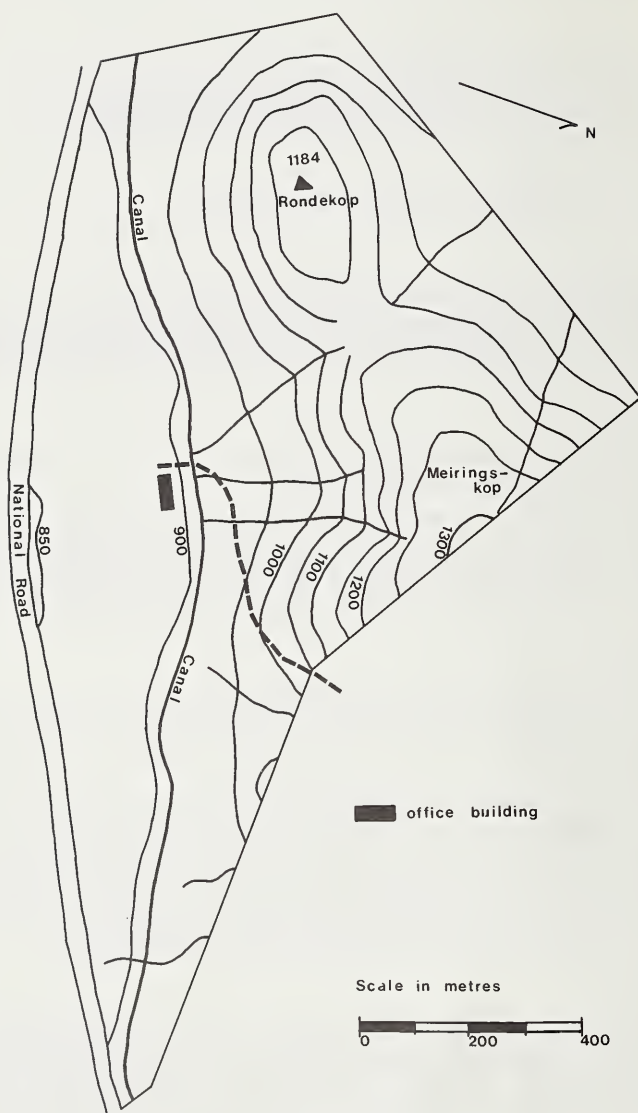 N
1184
Rondekop
Canal
Meirings-
kop
National Road
850
900
1000
1100
1200
1300
Canal
office building
Scale in metres
0 200 400